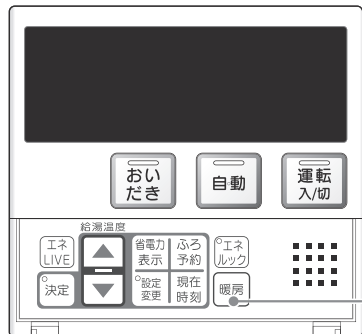 おい
だき
自動
運転
入/切
給湯温度
エネ
LIVE
省電力
表示
ふろ
予約
エネ
ルック
決定
設定
変更
現在
時刻
暖房